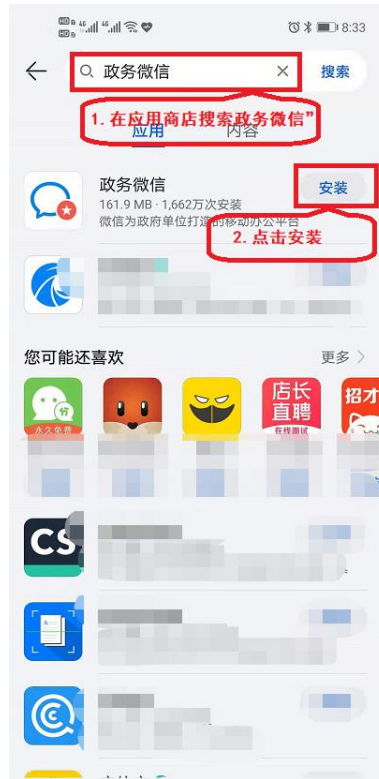 8:33
政务微信
搜索
1. 在应用商店搜索政务微信”
应用
内容
政务微信
安装
161.9 MB · 1,662万次安装
微信为政府单位打造的移动办公平台
2. 点击安装
您可能还喜欢
更多
永久免费
店长
直聘
在线面试
招才
CS